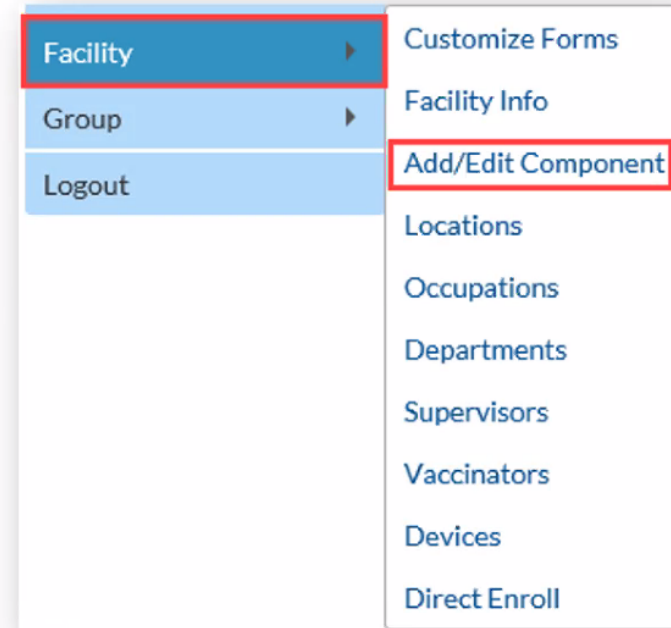 Facility
Group
Logout
Customize Forms
Facility Info
Add/Edit Component
Locations
Occupations
Departments
Supervisors
Vaccinators
Devices
Direct Enroll